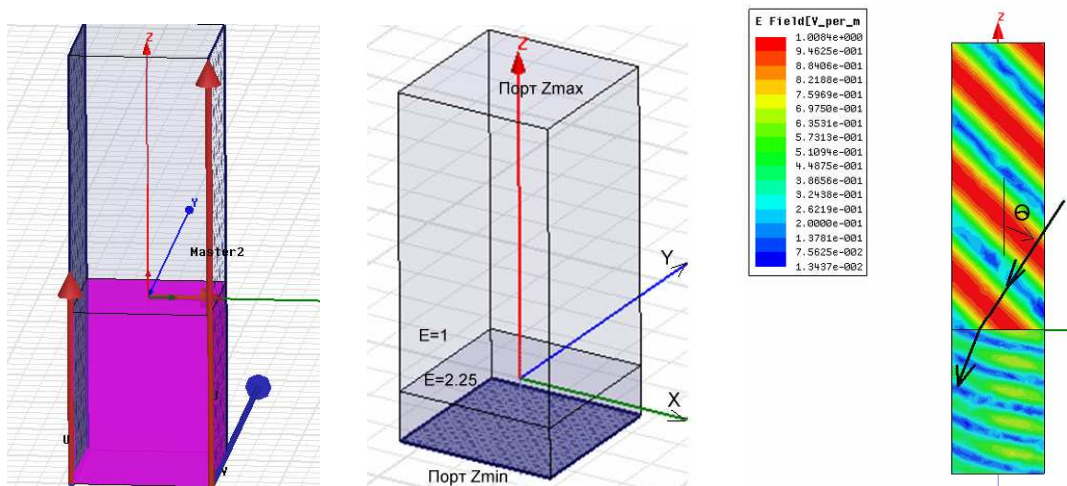 Z
Y
Master2
U
V
Z
Порт Zmax
Y
E=1
E=2.25
X
Порт Zmin
E Field[V_per_m
1.0084e+000
9.4625e-001
8.8406e-001
8.2188e-001
7.5969e-001
6.9750e-001
6.3531e-001
5.7313e-001
5.1094e-001
4.4875e-001
3.8656e-001
3.2438e-001
2.6219e-001
2.0000e-001
1.3781e-001
7.5625e-002
1.3437e-002
Z
Θ